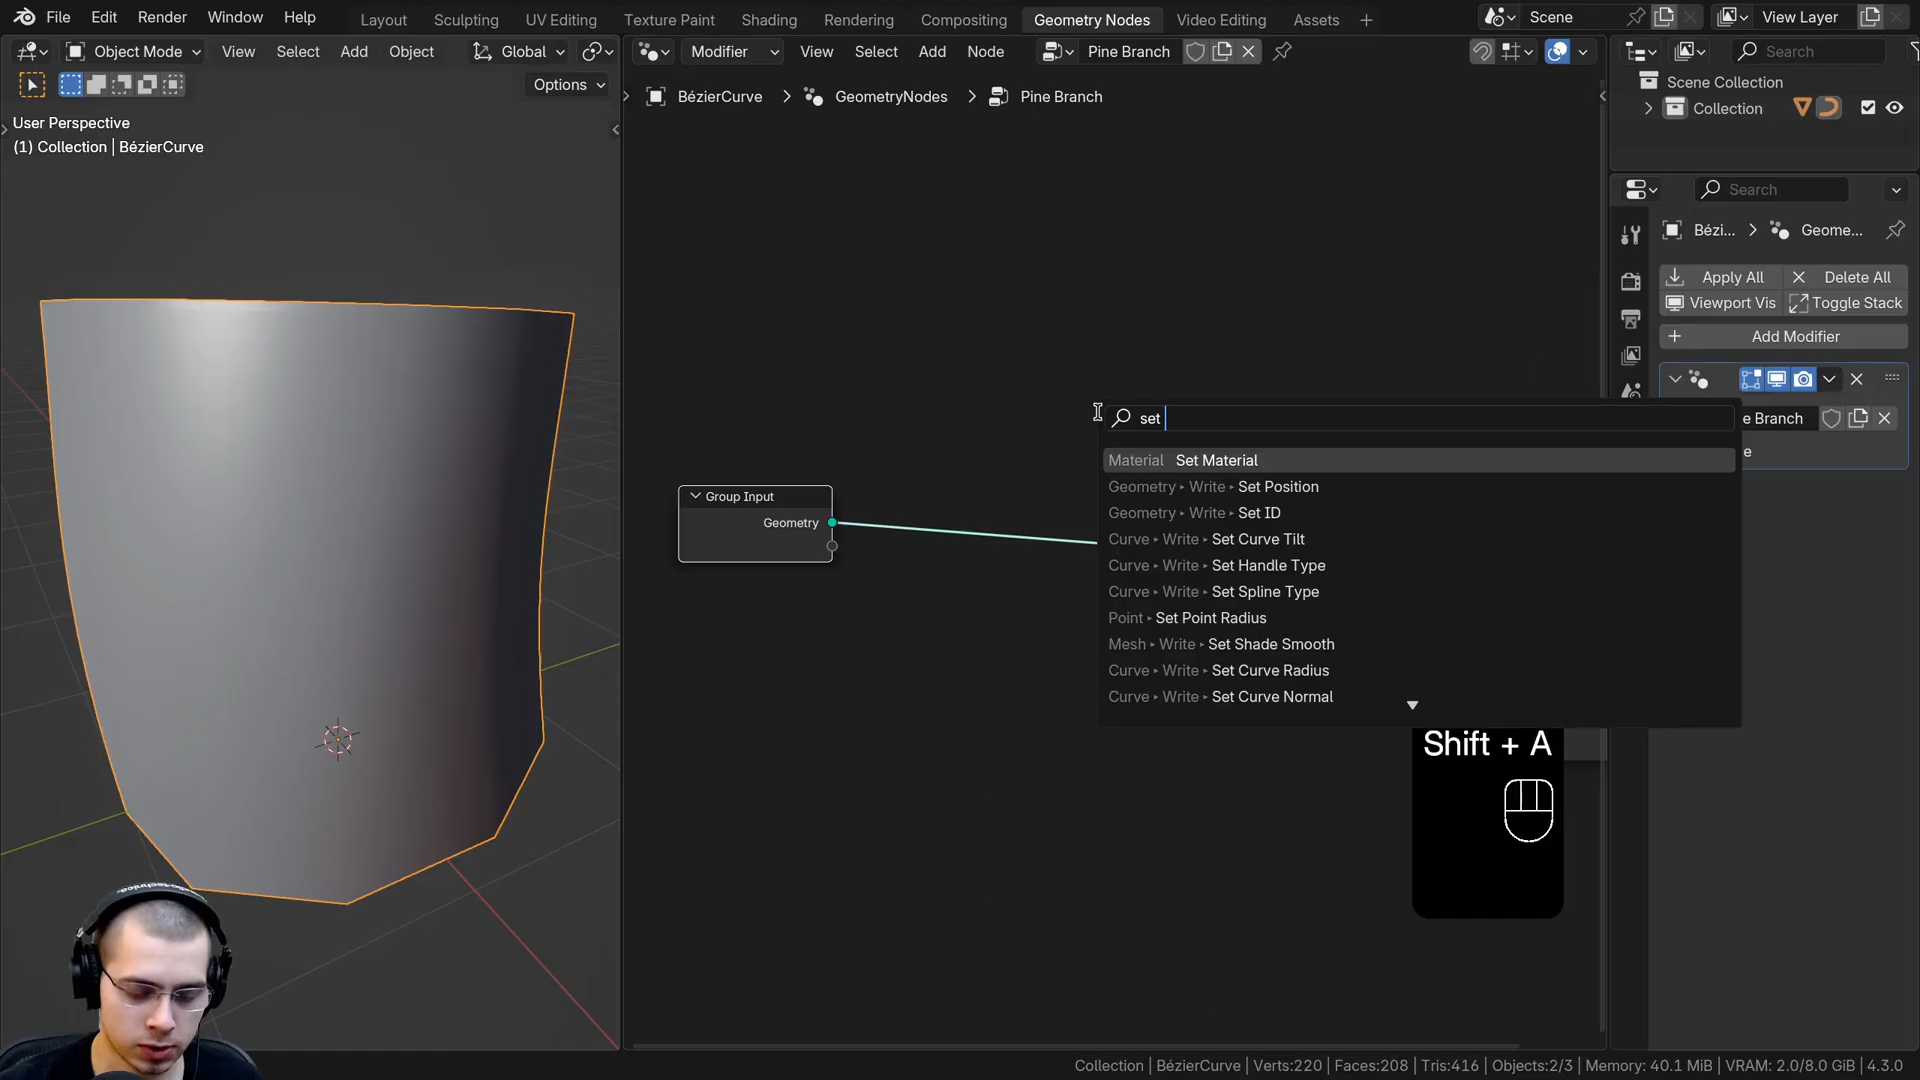 File Edit Render Window Help Layout Sculpting UV Editing Texture Paint Shading Rendering Compositing Geometry Nodes Video Editing Assets Scene View Layer
Object Mode View Select Add Object Global Modifier View Select Add Node Pine Branch Search
Options
BézierCurve GeometryNodes Pine Branch
Scene Collection
Collection
User Perspective
(1) Collection | BézierCurve
Search
Bézi... Geome...
Apply All Delete All
Viewport Vis Toggle Stack
Add Modifier
set
e Branch
Material Set Material
e
Geometry Write Set Position
Geometry Write Set ID
Curve Write Set Curve Tilt
Curve Write Set Handle Type
Curve Write Set Spline Type
Point Set Point Radius
Mesh Write Set Shade Smooth
Curve Write Set Curve Radius
Curve Write Set Curve Normal
Group Input
Geometry
Shift + A
Collection | BézierCurve | Verts:220 | Faces:208 | Tris:416 | Objects:2/3 | Memory: 40.1 MiB | VRAM: 2.0/8.0 GiB | 4.3.0